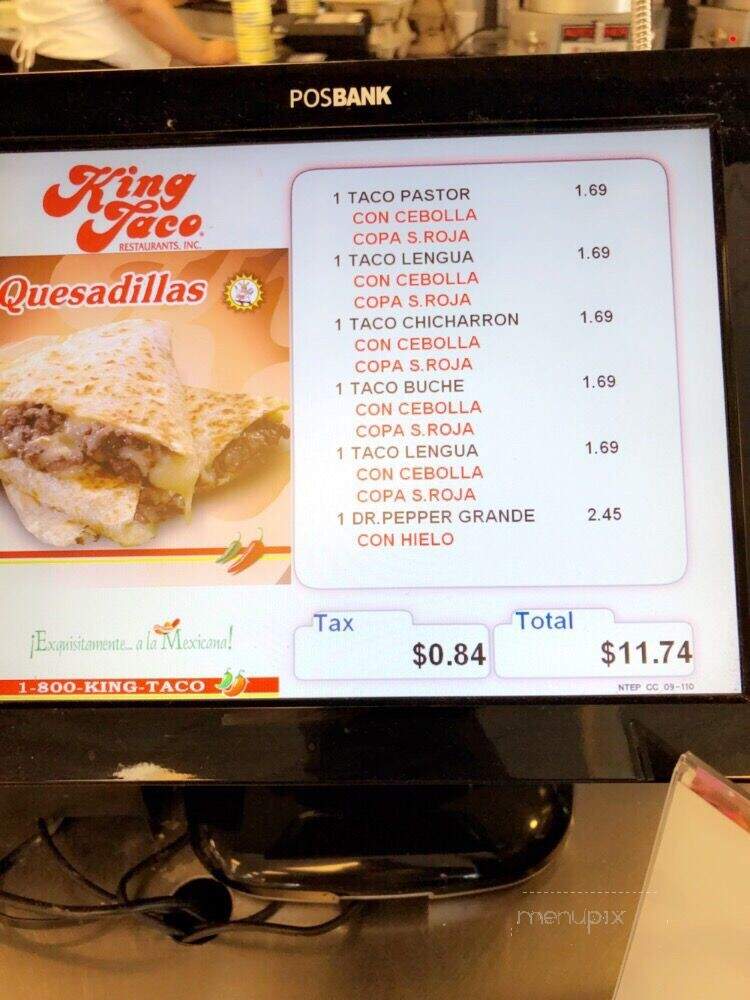 POSBANK
King
Taco
RESTAURANTS, INC.
Quesadillas
1 TACO PASTOR 1.69
CON CEBOLLA
COPA S.ROJA
1 TACO LENGUA 1.69
CON CEBOLLA
COPA S.ROJA
1 TACO CHICHARRON 1.69
CON CEBOLLA
COPA S.ROJA
1 TACO BUCHE 1.69
CON CEBOLLA
COPA S.ROJA
1 TACO LENGUA 1.69
CON CEBOLLA
COPA S.ROJA
1 DR.PEPPER GRANDE 2.45
CON HIELO
¡Exquisitamente... a la Mexicana!
1-800-KING-TACO
Tax
$0.84
Total
$11.74
NTEP CC 09-110
menupix